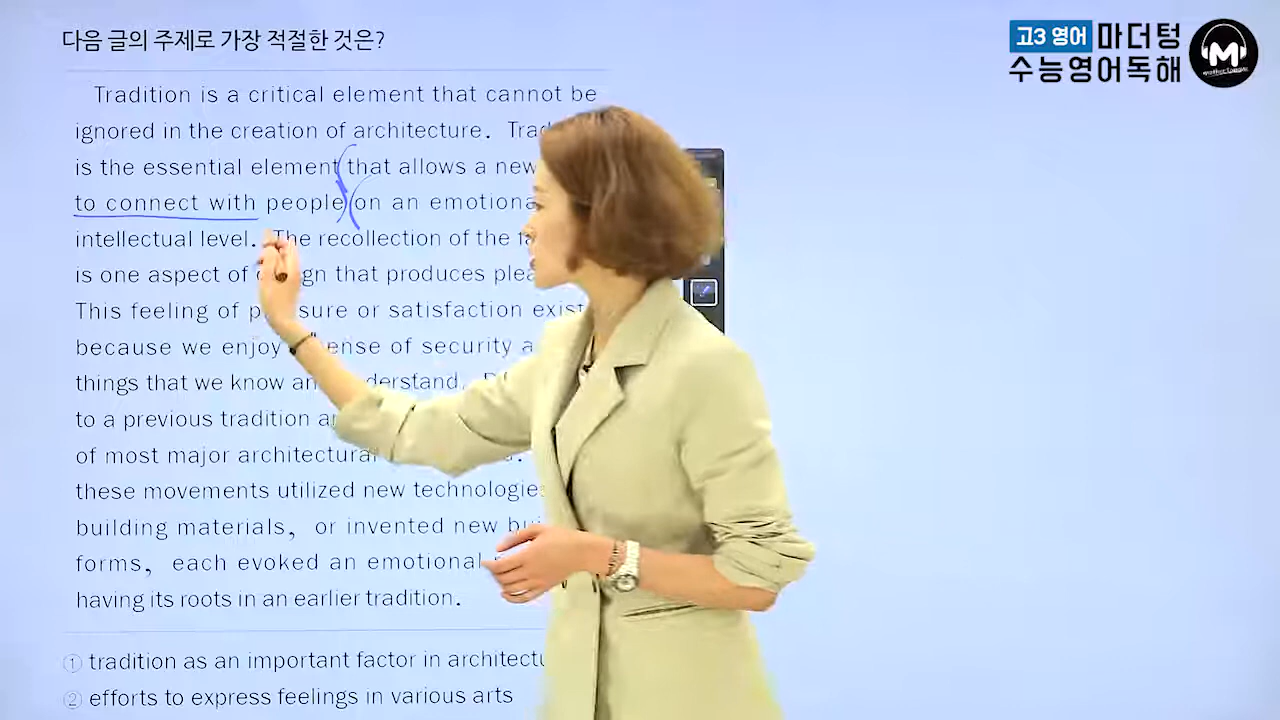 다음 글의 주제로 가장 적절한 것은?
고3 영어 마더텅
수능영어독해
M
Tradition is a critical element that cannot be
ignored in the creation of architecture. Trad
is the essential element that allows a new
to connect with people on an emotiona
intellectual level. The recollection of the
is one aspect of that produces plea
This feeling of or satisfaction exist
because we enjoy sense of security a
things that we know an derstand.
to a previous tradition
of most major architectural
these movements utilized new technologies
building materials, or invented new bui
forms, each evoked an emotional
having its roots in an earlier tradition.
① tradition as an important factor in architectu
② efforts to express feelings in various arts